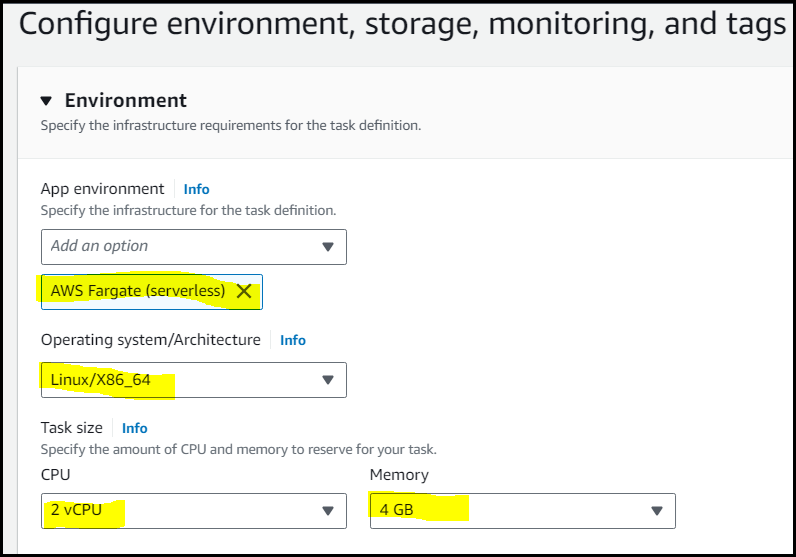 Configure environment, storage, monitoring, and tags
Environment
Specify the infrastructure requirements for the task definition.
App environment Info
Specify the infrastructure for the task definition.
Add an option
AWS Fargate (serverless)
Operating system/Architecture Info
Linux/X86_64
Task size Info
Specify the amount of CPU and memory to reserve for your task.
CPU Memory
2 vCPU 4 GB